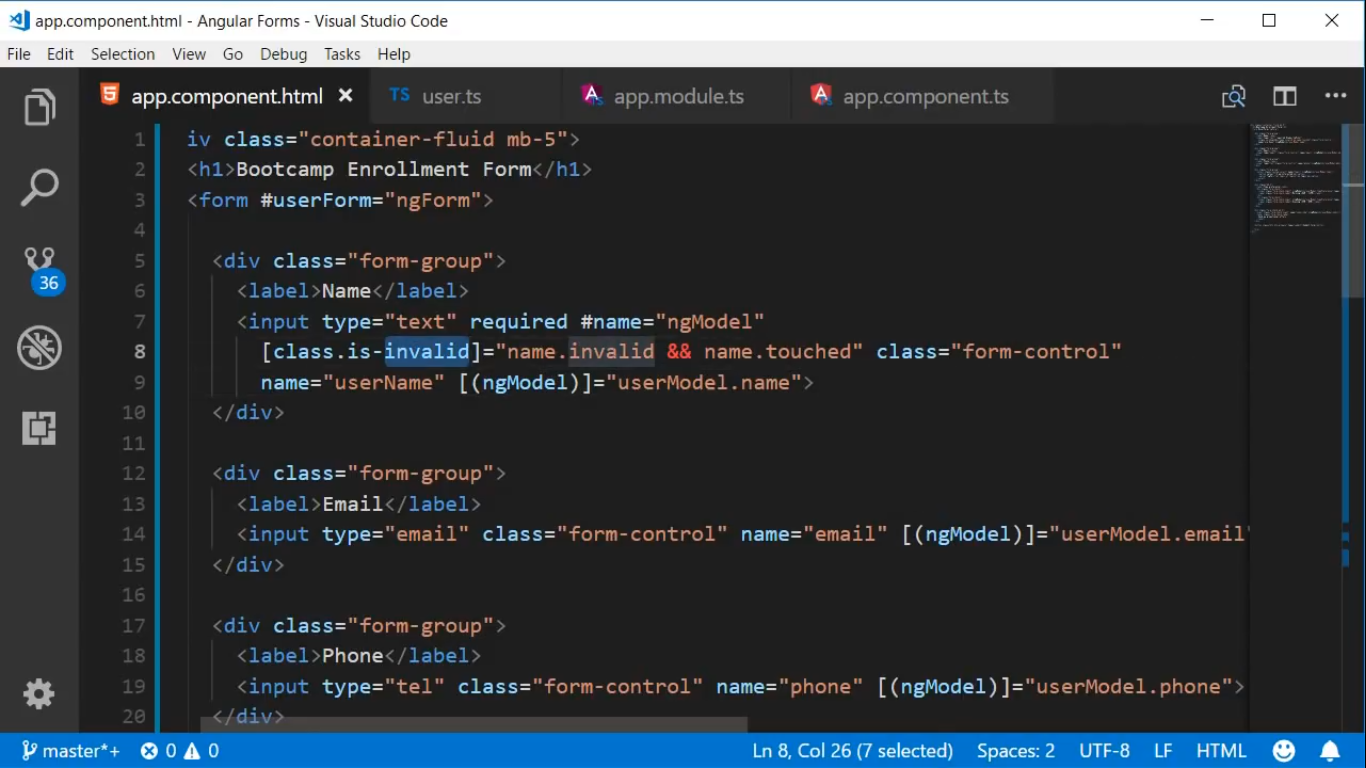 app.component.html - Angular Forms - Visual Studio Code
File Edit Selection View Go Debug Tasks Help
app.component.html TS user.ts app.module.ts app.component.ts
1 iv class="container-fluid mb-5">
2 <h1>Bootcamp Enrollment Form</h1>
3 <form #userForm="ngForm">
4
5 <div class="form-group">
6 <label>Name</label>
7 <input type="text" required #name="ngModel"
8 [class.is-invalid]="name.invalid && name.touched" class="form-control"
9 name="userName" [(ngModel)]="userModel.name">
10 </div>
11
12 <div class="form-group">
13 <label>Email</label>
14 <input type="email" class="form-control" name="email" [(ngModel)]="userModel.email"
15 </div>
16
17 <div class="form-group">
18 <label>Phone</label>
19 <input type="tel" class="form-control" name="phone" [(ngModel)]="userModel.phone">
20 </div>
36
master*+ 0 0 Ln 8, Col 26 (7 selected) Spaces: 2 UTF-8 LF HTML